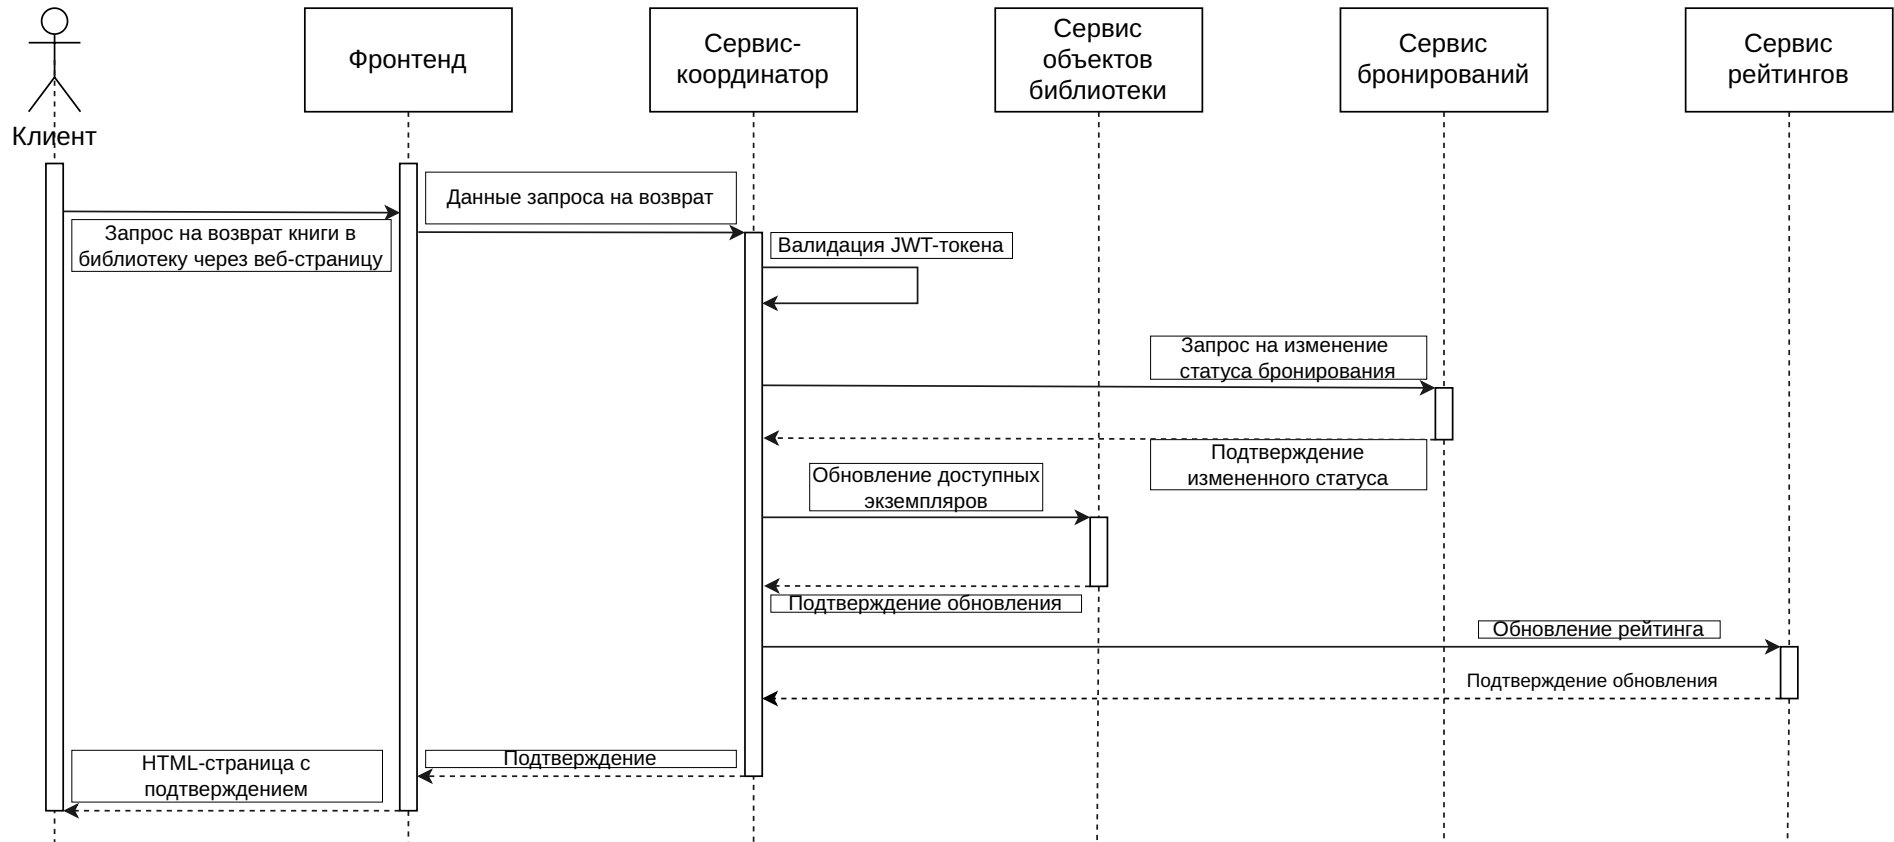 Клиент
Фронтенд
Сервис-
координатор
Сервис
объектов
библиотеки
Сервис
бронирований
Сервис
рейтингов
Данные запроса на возврат
Запрос на возврат книги в
библиотеку через веб-страницу
Валидация JWT-токена
Запрос на изменение
статуса бронирования
Подтверждение
измененного статуса
Обновление доступных
экземпляров
Подтверждение обновления
Обновление рейтинга
Подтверждение обновления
Подтверждение
HTML-страница с
подтверждением